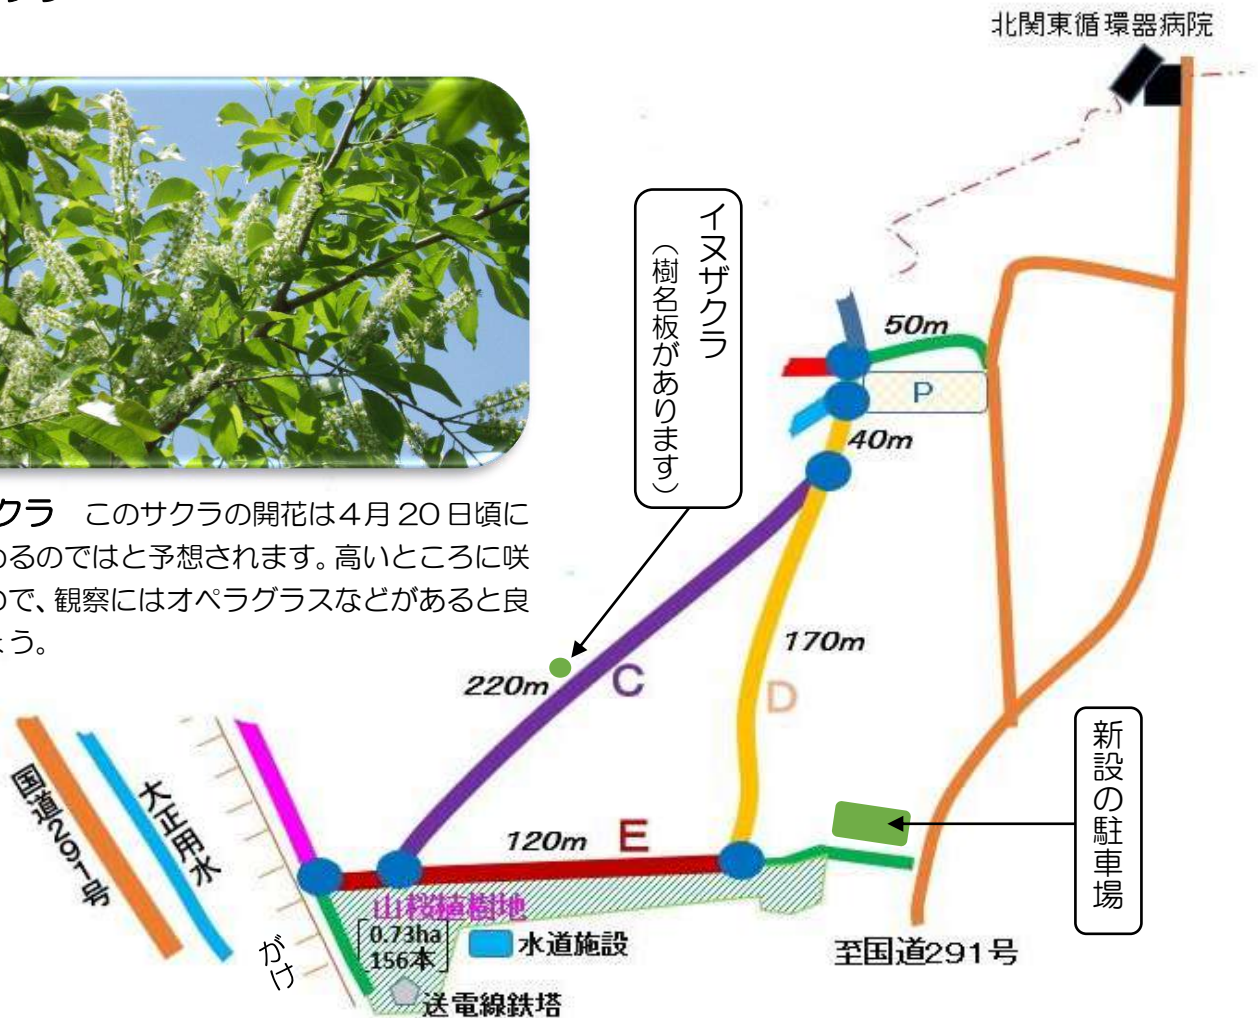 北関東循環器病院
イヌザクラ
（樹名板があります）
50m
P
40m
クラ　このサクラの開花は４月20日頃に
めるのではと予想されます。高いところに咲
ので、観察にはオペラグラスなどがあると良
ょう。
170m
220m
C
D
新設の駐車場
国道291号
大正用水
120m
E
山桜植樹地
0.73ha
156本
水道施設
がけ
至国道291号
送電線鉄塔